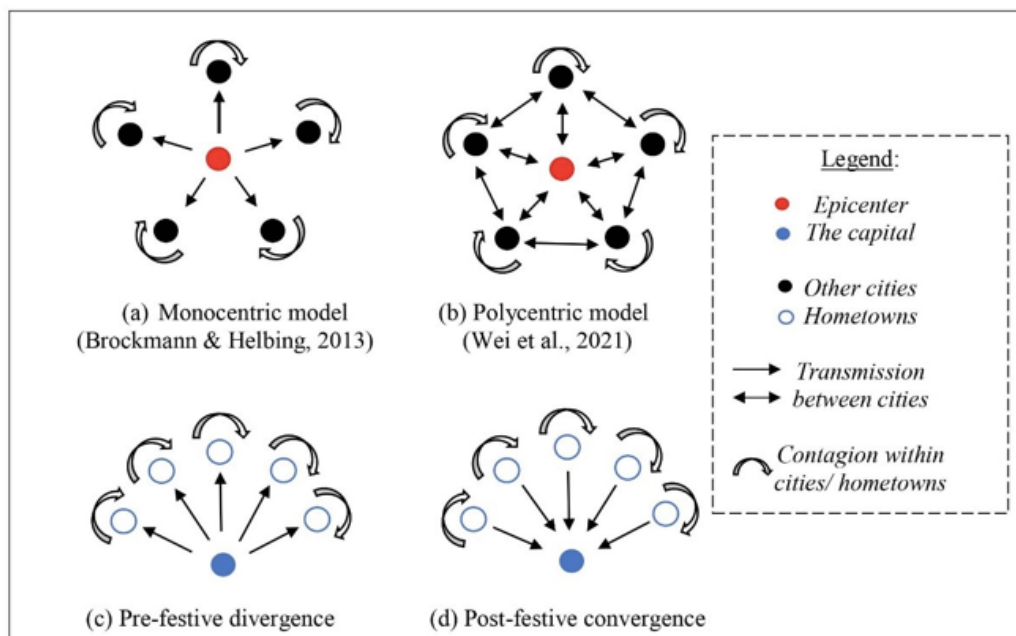 (a) Monocentric model
(Brockmann & Helbing, 2013)
(b) Polycentric model
(Wei et al., 2021)
(c) Pre-festive divergence
(d) Post-festive convergence
Legend:
Epicenter
The capital
Other cities
Hometowns
Transmission
between cities
Contagion within
cities/ hometowns